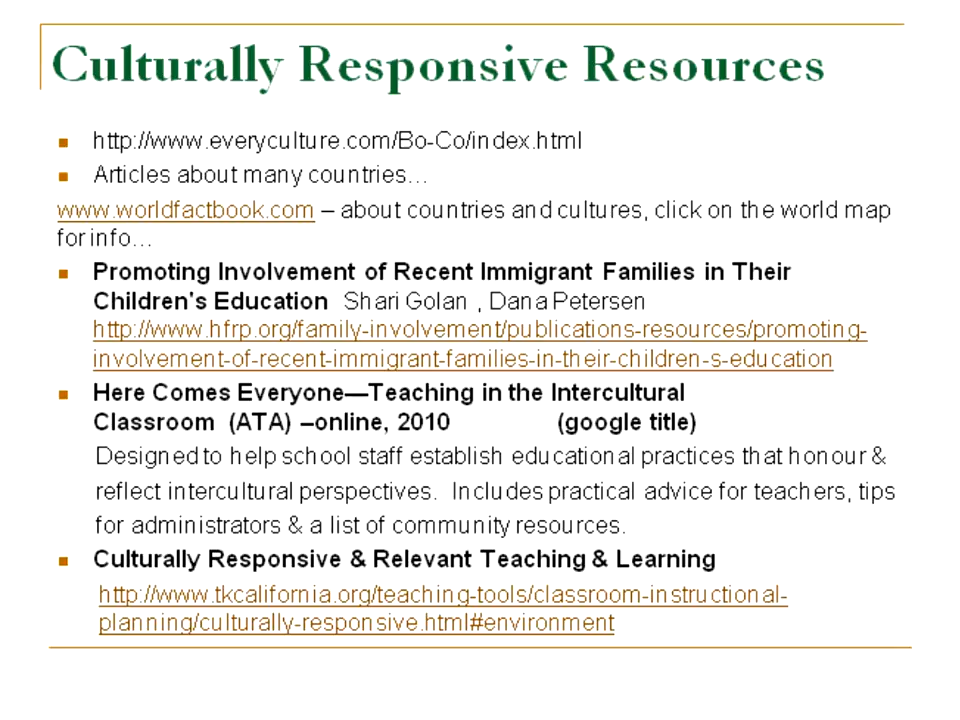 Culturally Responsive Resources
http://www.everyculture.com/Bo-Co/index.html
Articles about many countries…
www.worldfactbook.com – about countries and cultures, click on the world map
for info…
Promoting Involvement of Recent Immigrant Families in Their
Children's Education Shari Golan , Dana Petersen
http://www.hfrp.org/family-involvement/publications-resources/promoting-
involvement-of-recent-immigrant-families-in-their-children-s-education
Here Comes Everyone—Teaching in the Intercultural
Classroom (ATA) –online, 2010 (google title)
Designed to help school staff establish educational practices that honour &
reflect intercultural perspectives. Includes practical advice for teachers, tips
for administrators & a list of community resources.
Culturally Responsive & Relevant Teaching & Learning
http://www.tkcalifornia.org/teaching-tools/classroom-instructional-
planning/culturally-responsive.html#environment